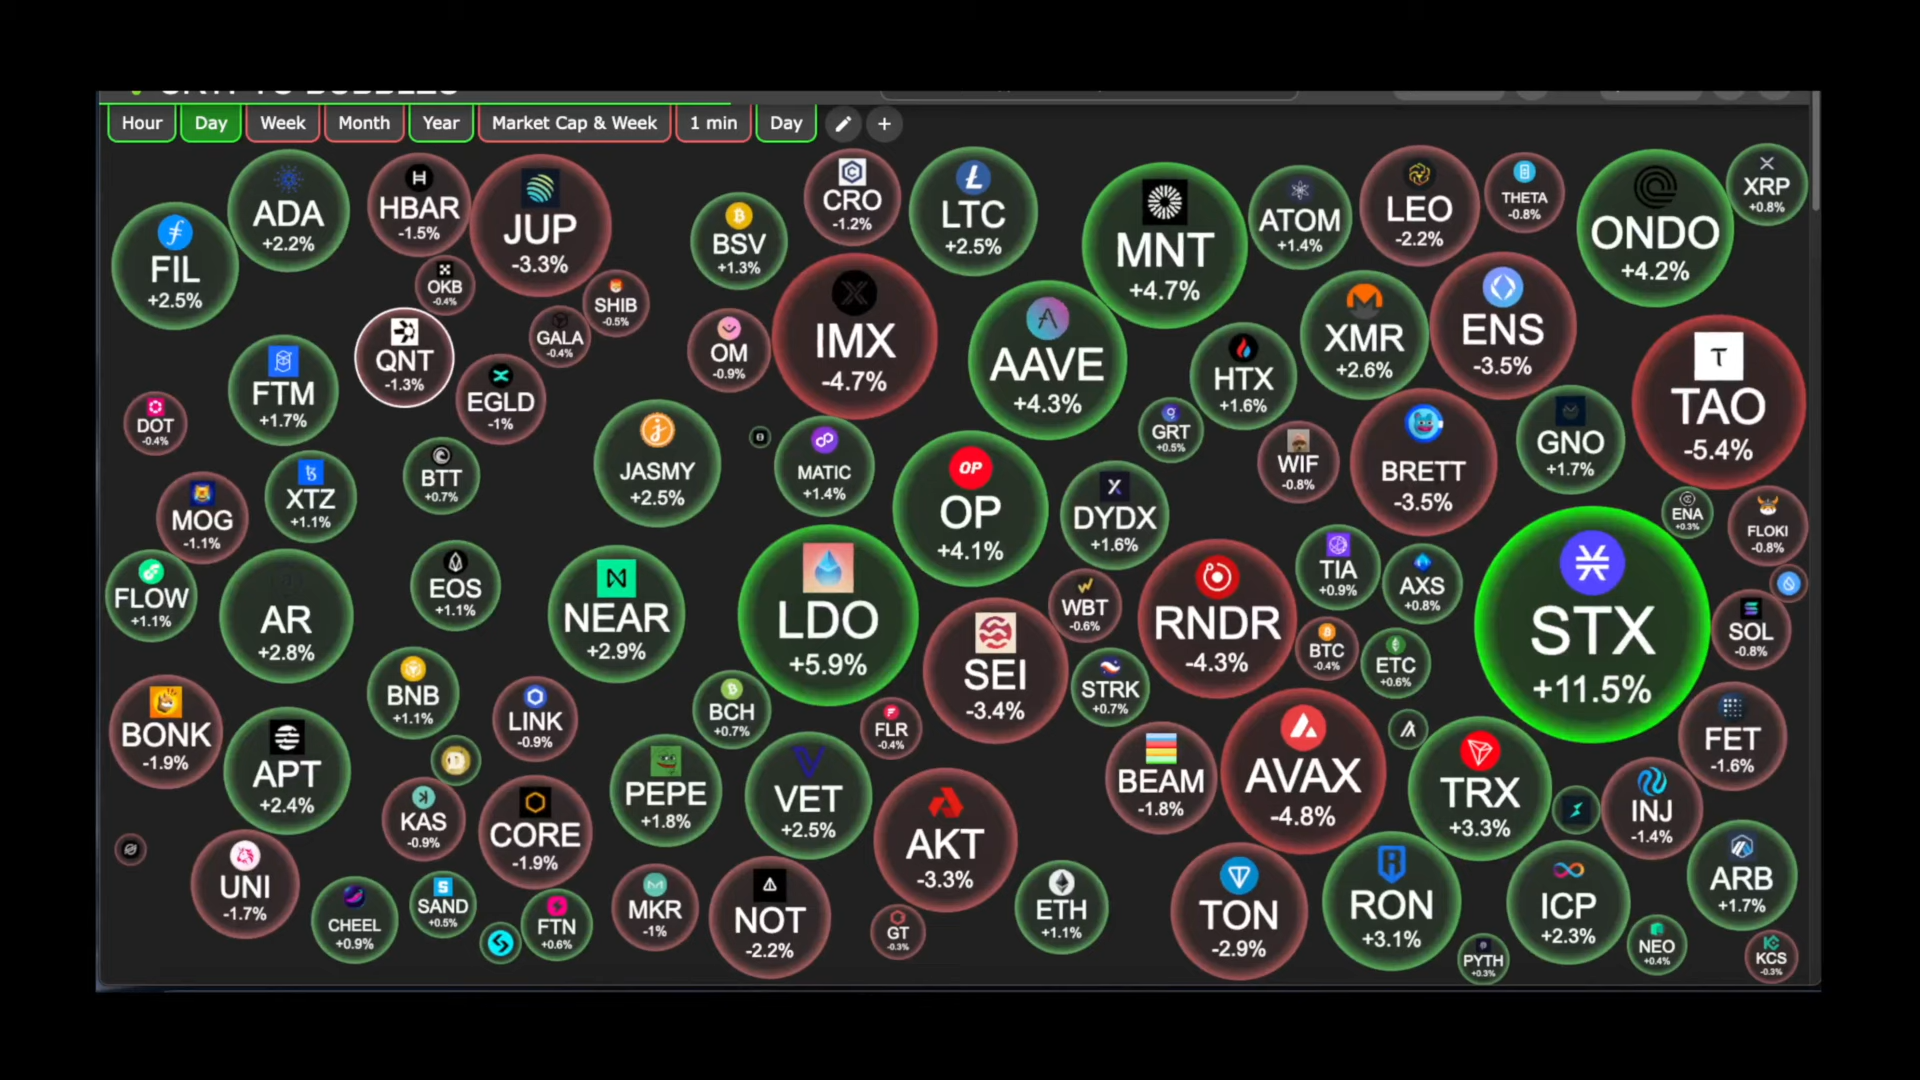 CRYPTO BUBBLES
Hour
Day
Week
Month
Year
Market Cap & Week
1 min
Day
FIL
+2.5%
ADA
+2.2%
HBAR
-1.5%
JUP
-3.3%
OKB
-0.4%
SHIB
-0.5%
GALA
-0.4%
QNT
-1.3%
EGLD
-1%
FTM
+1.7%
DOT
-0.4%
BSV
+1.3%
CRO
-1.2%
LTC
+2.5%
OM
-0.9%
IMX
-4.7%
AAVE
+4.3%
MNT
+4.7%
ATOM
+1.4%
LEO
-2.2%
THETA
-0.8%
ONDO
+4.2%
XRP
+0.8%
HTX
+1.6%
XMR
+2.6%
ENS
-3.5%
TAO
-5.4%
GRT
+0.5%
WIF
-0.8%
BRETT
-3.5%
GNO
+1.7%
ENA
+0.3%
FLOKI
-0.8%
MOG
-1.1%
XTZ
+1.1%
BTT
+0.7%
JASMY
+2.5%
MATIC
+1.4%
OP
OP
+4.1%
DYDX
+1.6%
FLOW
+1.1%
AR
+2.8%
EOS
+1.1%
NEAR
+2.9%
LDO
+5.9%
WBT
-0.6%
RNDR
-4.3%
TIA
+0.9%
AXS
+0.8%
STX
+11.5%
SOL
-0.8%
SEI
-3.4%
STRK
+0.7%
BTC
-0.4%
ETC
+0.6%
BONK
-1.9%
APT
+2.4%
BNB
+1.1%
LINK
-0.9%
BCH
+0.7%
FLR
-0.4%
BEAM
-1.8%
AVAX
-4.8%
TRX
+3.3%
FET
-1.6%
INJ
-1.4%
KAS
-0.9%
CORE
-1.9%
PEPE
+1.8%
VET
+2.5%
AKT
-3.3%
UNI
-1.7%
CHEEL
+0.9%
SAND
+0.5%
FTN
+0.6%
MKR
-1%
NOT
-2.2%
GT
-0.3%
ETH
+1.1%
TON
-2.9%
RON
+3.1%
PYTH
+0.3%
ICP
+2.3%
NEO
+0.4%
ARB
+1.7%
KCS
-0.3%